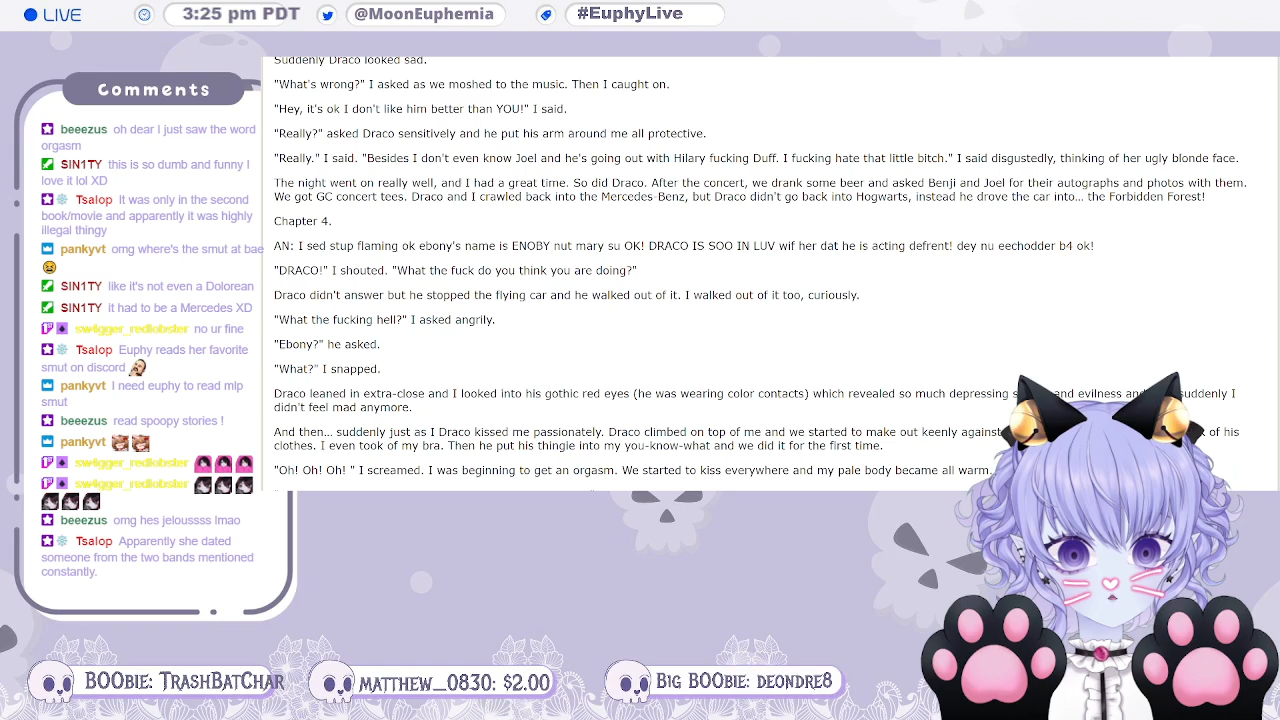 LIVE
3:25 pm PDT
@MoonEuphemia
#EuphyLive
Comments
beeezus oh dear I just saw the word
orgasm
SIN1TY this is so dumb and funny I
love it lol XD
Tsalop It was only in the second
book/movie and apparently it was highly
illegal thingy
pankyvt omg where's the smut at bae
SIN1TY like it's not even a Dolorean
SIN1TY it had to be a Mercedes XD
sw4gger_redlobster no ur fine
Tsalop Euphy reads her favorite
smut on discord
pankyvt I need euphy to read mlp
smut
beeezus read spoopy stories !
pankyvt
sw4gger_redlobster
sw4gger_redlobster
beeezus omg hes jeloussss lmao
Tsalop Apparently she dated
someone from the two bands mentioned
constantly.
Suddenly Draco looked sad.
"What's wrong?" I asked as we moshed to the music. Then I caught on.
"Hey, it's ok I don't like him better than YOU!" I said.
"Really?" asked Draco sensitively and he put his arm around me all protective.
"Really." I said. "Besides I don't even know Joel and he's going out with Hilary fucking Duff. I fucking hate that little bitch." I said disgustedly, thinking of her ugly blonde face.
The night went on really well, and I had a great time. So did Draco. After the concert, we drank some beer and asked Benji and Joel for their autographs and photos with them.
We got GC concert tees. Draco and I crawled back into the Mercedes-Benz, but Draco didn't go back into Hogwarts, instead he drove the car into... the Forbidden Forest!
Chapter 4.
AN: I sed stup flaming ok ebony's name is ENOBY nut mary su OK! DRACO IS SOO IN LUV wif her dat he is acting defrent! dey nu eechodder b4 ok!
"DRACO!" I shouted. "What the fuck do you think you are doing?"
Draco didn't answer but he stopped the flying car and he walked out of it. I walked out of it too, curiously.
"What the fucking hell?" I asked angrily.
"Ebony?" he asked.
"What?" I snapped.
Draco leaned in extra-close and I looked into his gothic red eyes (he was wearing color contacts) which revealed so much depressing s and evilness and suddenly I
didn't feel mad anymore.
And then... suddenly just as I Draco kissed me passionately. Draco climbed on top of me and we started to make out keenly against k of his
clothes. I even took of my bra. Then he put his thingie into my you-know-what and we did it for the first time.
"Oh! Oh! Oh! " I screamed. I was beginning to get an orgasm. We started to kiss everywhere and my pale body became all warm.
BOObie: TrashBatChar
matthew_0830: $2.00
Big BOObie: deondre8